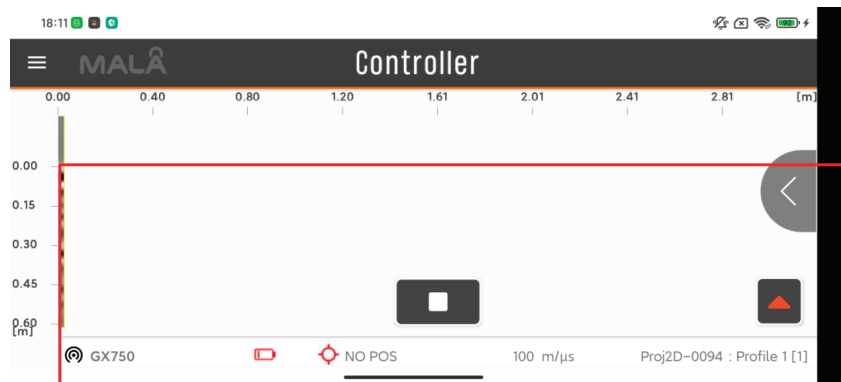 18:11 92
MALÅ Controller
0.00 0.40 0.80 1.20 1.61 2.01 2.41 2.81 [m]
0.00
0.15
0.30
0.45
0.60
[m]
GX750 NO POS 100 m/µs Proj2D-0094 : Profile 1 [1]